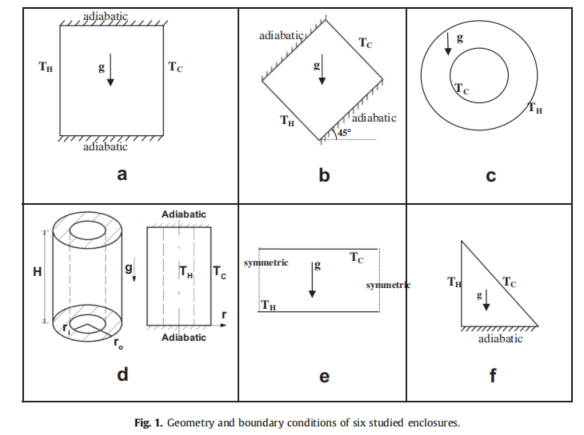 adiabatic
T_H
g
T_C
adiabatic
a
adiabatic
T_C
g
T_H
adiabatic
45°
b
g
T_C
T_H
c
Adiabatic
H
g
T_H
T_C
r
r_i
r_o
Adiabatic
d
symmetric
g
T_C
symmetric
T_H
e
T_H
g
T_C
adiabatic
f
Fig. 1. Geometry and boundary conditions of six studied enclosures.